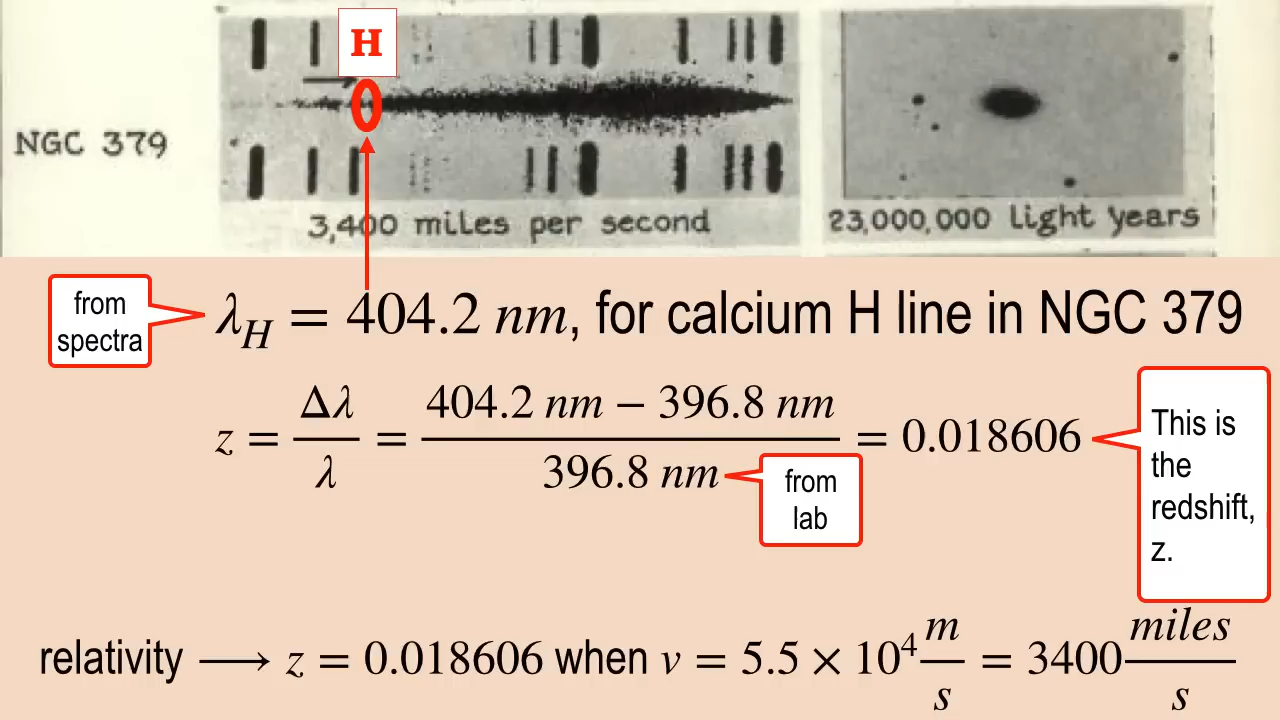 H
NGC 379
3,400 miles per second
23,000,000 light years
from
spectra
λ_H = 404.2 nm, for calcium H line in NGC 379
z = Δλ/λ = (404.2 nm − 396.8 nm)/(396.8 nm) = 0.018606
from
lab
This is
the
redshift,
z.
relativity ⟶ z = 0.018606 when v = 5.5 × 10^4 m/s = 3400 miles/s